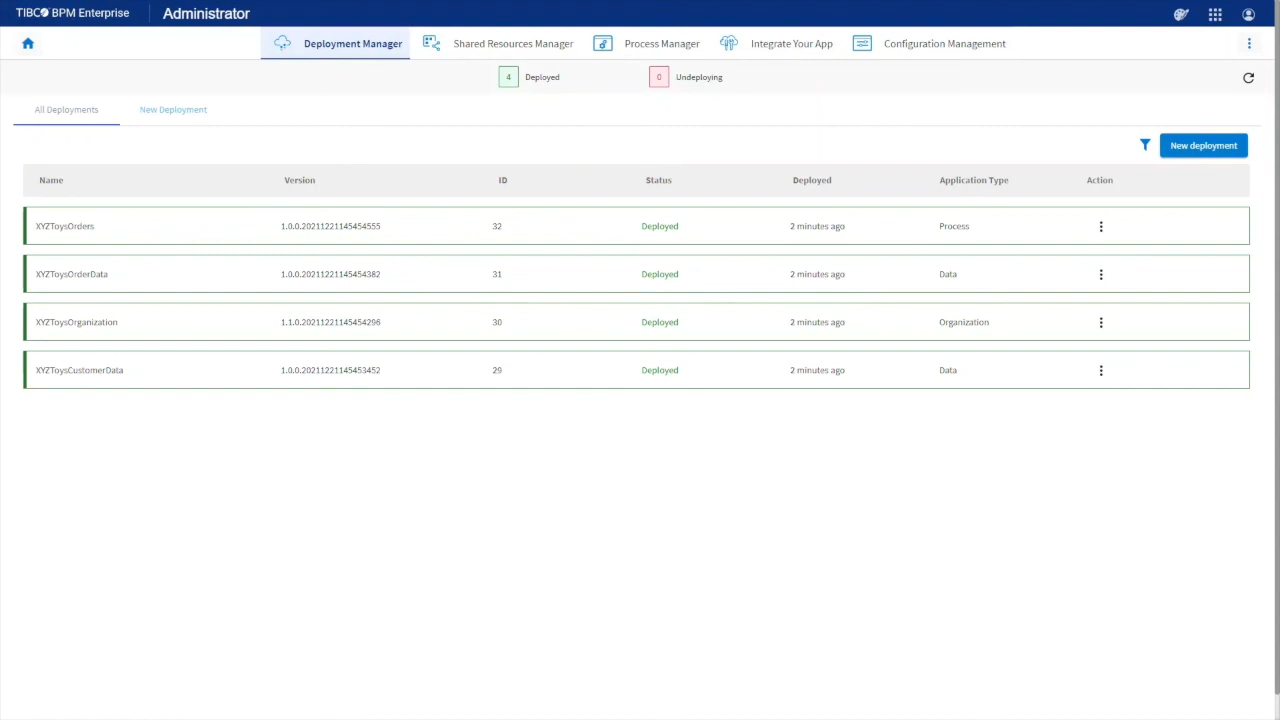 TIBCO BPM Enterprise Administrator
Deployment Manager Shared Resources Manager Process Manager Integrate Your App Configuration Management
4 Deployed 0 Undeploying
All Deployments New Deployment
New deployment
Name Version ID Status Deployed Application Type Action
XYZToysOrders 1.0.0.20211221145454555 32 Deployed 2 minutes ago Process
XYZToysOrderData 1.0.0.20211221145454382 31 Deployed 2 minutes ago Data
XYZToysOrganization 1.1.0.20211221145454296 30 Deployed 2 minutes ago Organization
XYZToysCustomerData 1.0.0.20211221145453452 29 Deployed 2 minutes ago Data